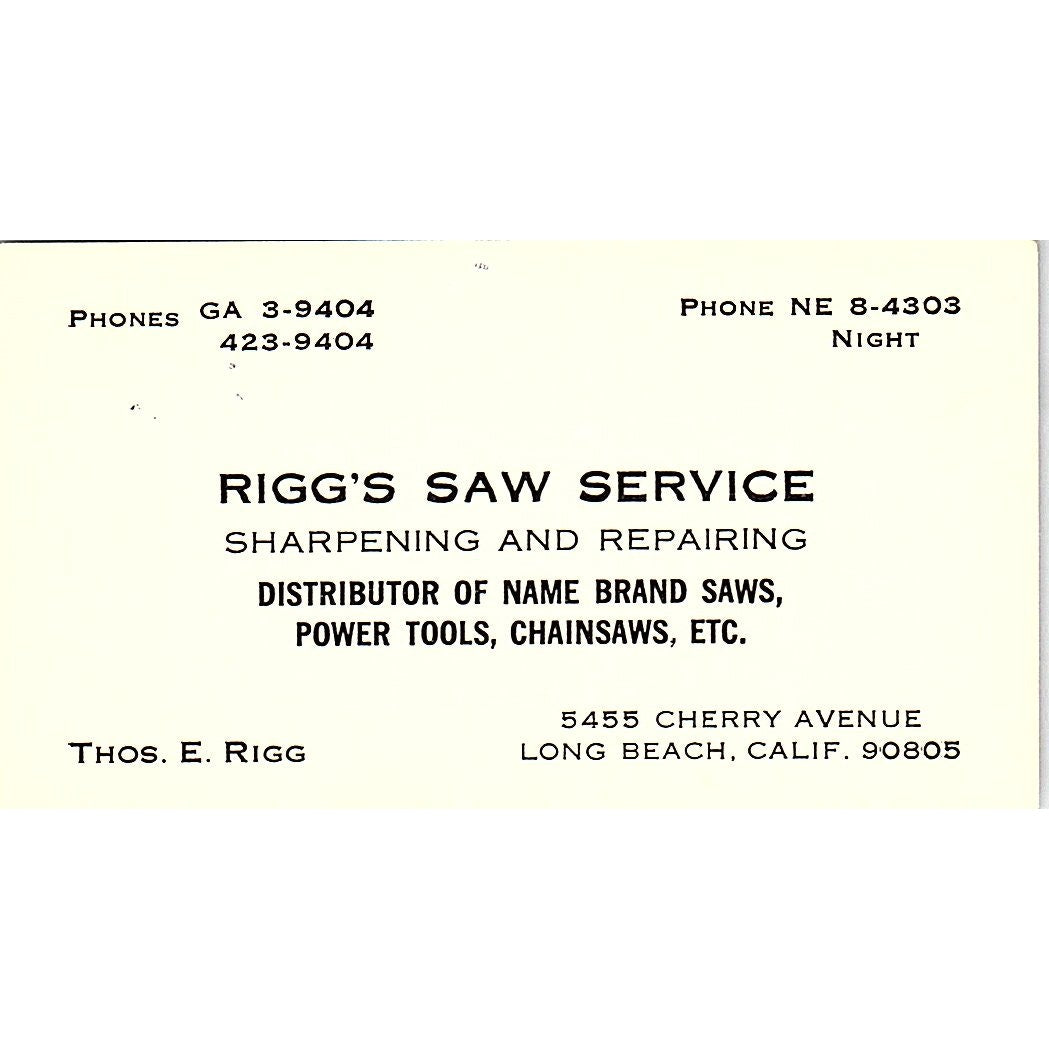 PHONES GA 3-9404
423-9404
PHONE NE 8-4303
NIGHT
RIGG'S SAW SERVICE
SHARPENING AND REPAIRING
DISTRIBUTOR OF NAME BRAND SAWS,
POWER TOOLS, CHAINSAWS, ETC.
THOS. E. RIGG
5455 CHERRY AVENUE
LONG BEACH, CALIF. 90805